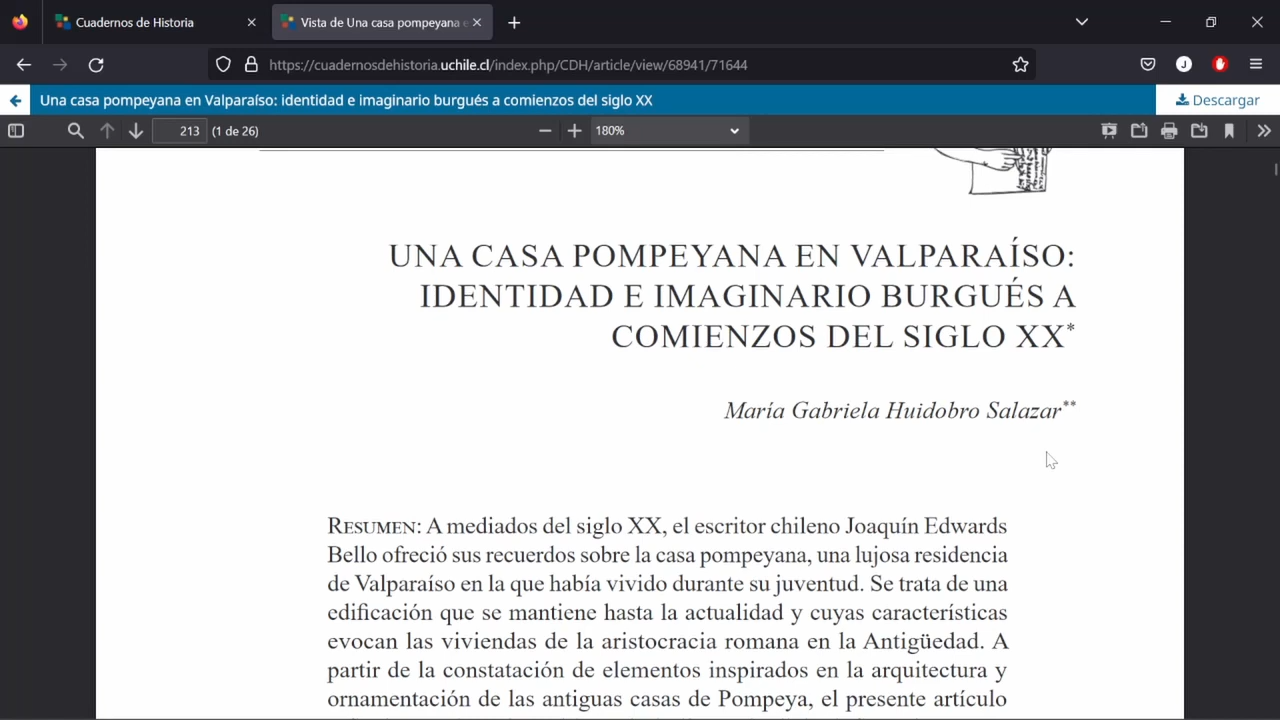 Cuadernos de Historia
Vista de Una casa pompeyana e
https://cuadernosdehistoria.uchile.cl/index.php/CDH/article/view/68941/71644
J
Una casa pompeyana en Valparaíso: identidad e imaginario burgués a comienzos del siglo XX
Descargar
213 (1 de 26)
180%
UNA CASA POMPEYANA EN VALPARAÍSO:
IDENTIDAD E IMAGINARIO BURGUÉS A
COMIENZOS DEL SIGLO XX*
María Gabriela Huidobro Salazar**
RESUMEN: A mediados del siglo XX, el escritor chileno Joaquín Edwards
Bello ofreció sus recuerdos sobre la casa pompeyana, una lujosa residencia
de Valparaíso en la que había vivido durante su juventud. Se trata de una
edificación que se mantiene hasta la actualidad y cuyas características
evocan las viviendas de la aristocracia romana en la Antigüedad. A
partir de la constatación de elementos inspirados en la arquitectura y
ornamentación de las antiguas casas de Pompeya, el presente artículo